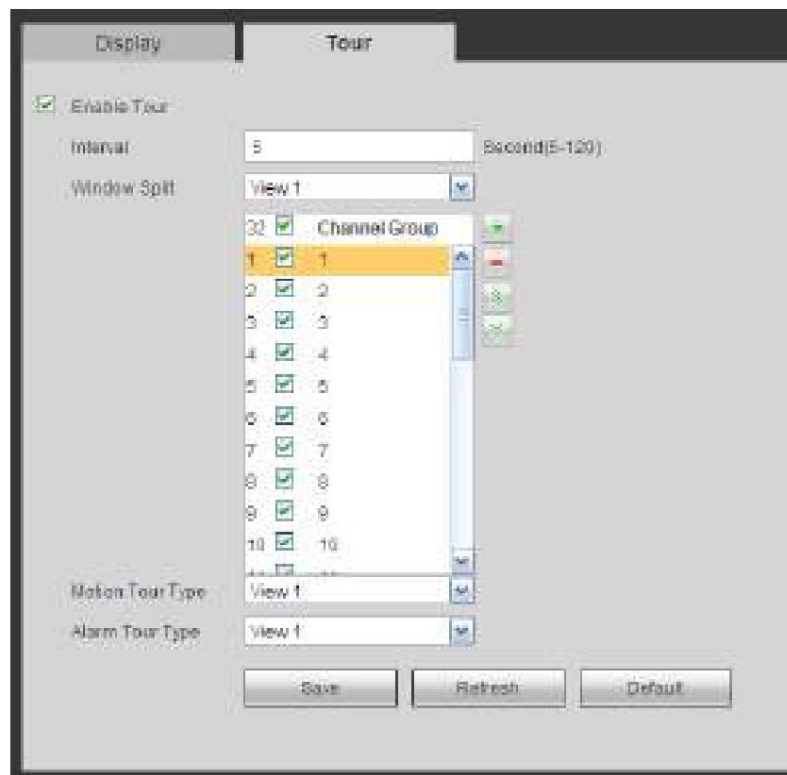 Display Tour
Enable Tour
Interval 5 Second(5-120)
Window Split View 1
32 Channel Group
1 1
2 2
3 3
4 4
5 5
6 6
7 7
8 8
9 9
10 10
Motion Tour Type View 1
Alarm Tour Type View 1
Save Refresh Default